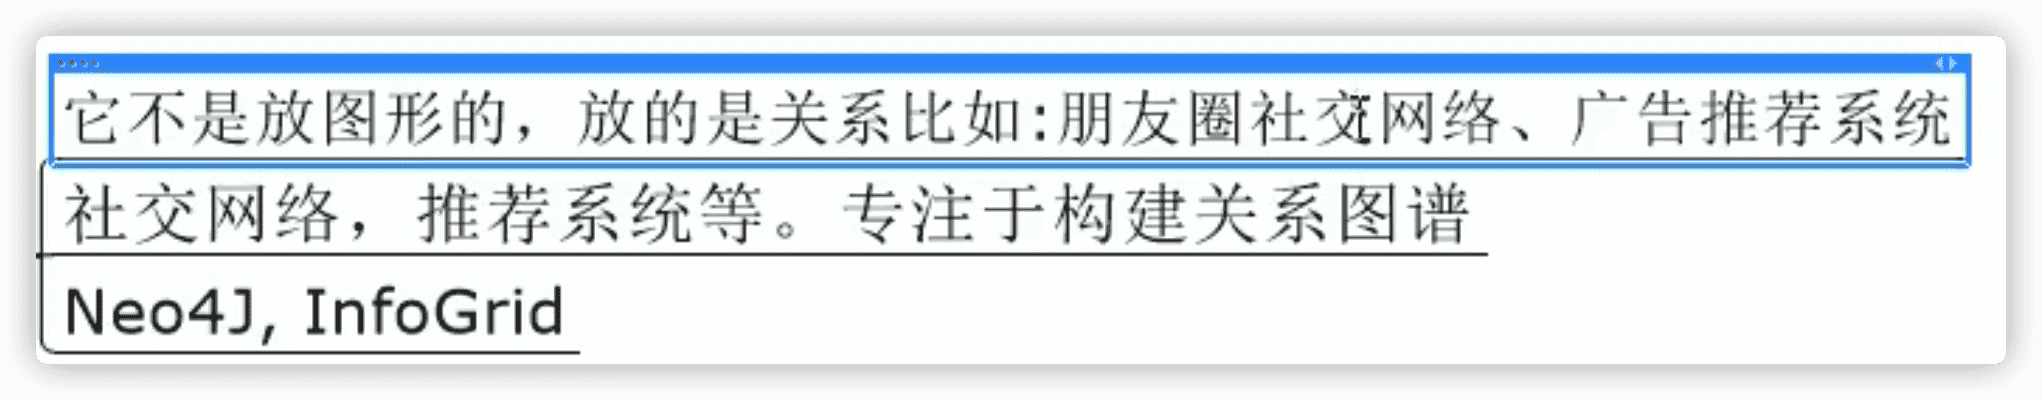 它不是放图形的，放的是关系比如:朋友圈社交网络、广告推荐系统
社交网络，推荐系统等。专注于构建关系图谱
Neo4J, InfoGrid